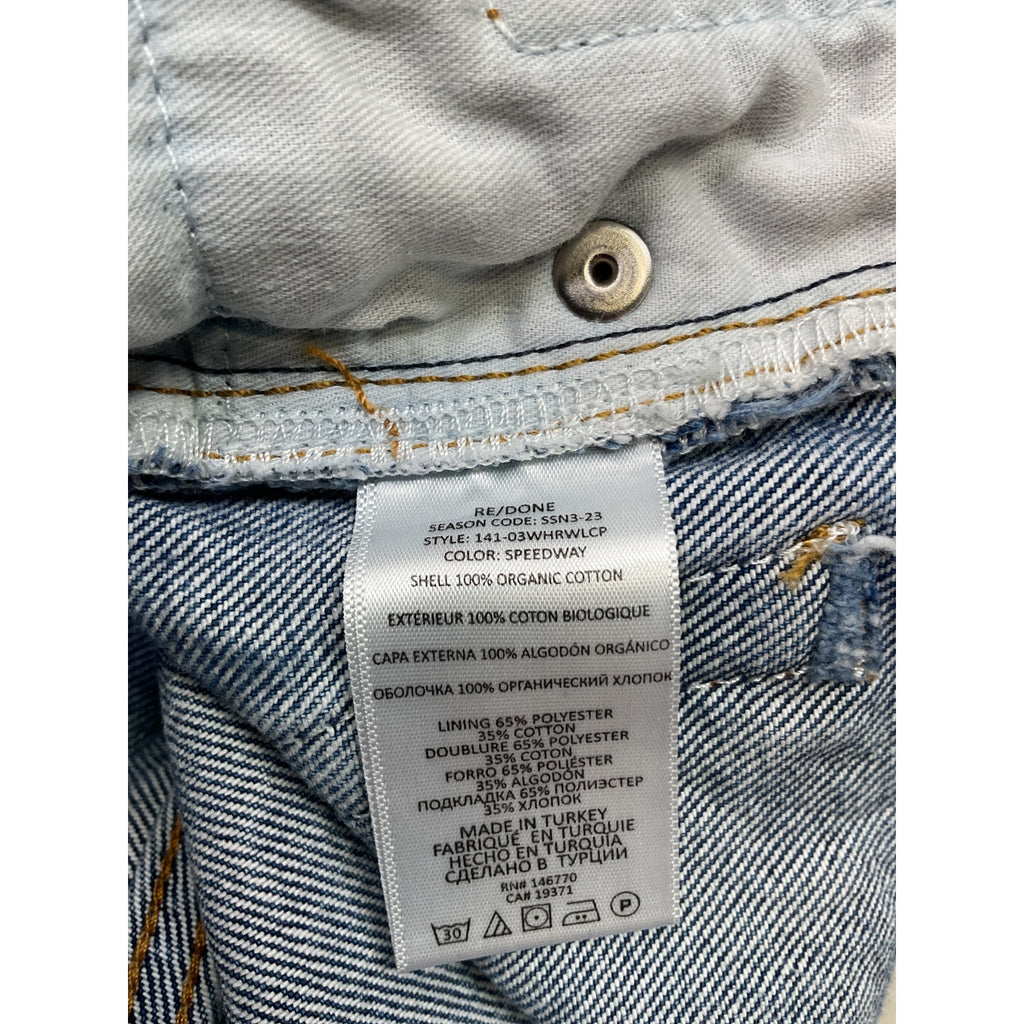 RE/DONE
SEASON CODE: SSN3-23
STYLE: 141-03WHRWLCP
COLOR: SPEEDWAY
SHELL 100% ORGANIC COTTON
EXTÉRIEUR 100% COTON BIOLOGIQUE
CAPA EXTERNA 100% ALGODÓN ORGÁNICO
ОБОЛОЧКА 100% ОРГАНИЧЕСКИЙ ХЛОПОК
LINING 65% POLYESTER
35% COTTON
DOUBLURE 65% POLYESTER
35% COTON
FORRO 65% POLIÉSTER
35% ALGODÓN
ПОДКЛАДКА 65% ПОЛИЭСТЕР
35% ХЛОПОК
MADE IN TURKEY
FABRIQUÉ EN TURQUIE
HECHO EN TURQUÍA
СДЕЛАНО В ТУРЦИИ
RN# 146770
CA# 19371
30 P